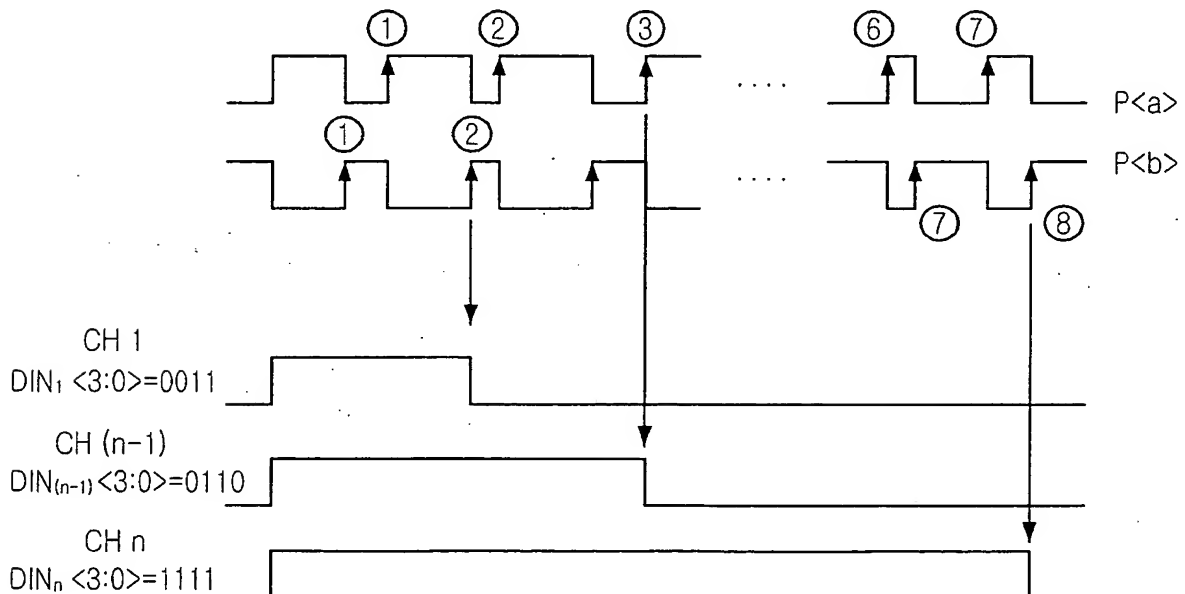 ① ② ③ ⑥ ⑦
.... P<a>
① ②
.... P<b>
⑦ ⑧
CH 1
DIN₁ <3:0>=0011
CH (n-1)
DIN₍ₙ₋₁₎<3:0>=0110
CH n
DINₙ <3:0>=1111